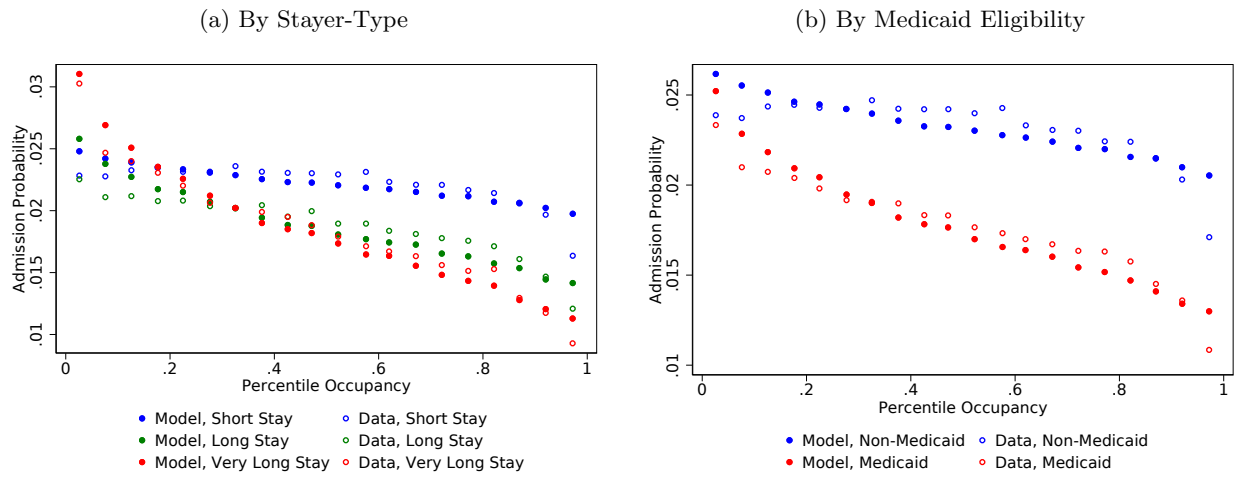 (a) By Stayer-Type
Admission Probability
.03
.025
.02
.015
.01
0 .2 .4 .6 .8 1
Percentile Occupancy
Model, Short Stay Data, Short Stay
Model, Long Stay Data, Long Stay
Model, Very Long Stay Data, Very Long Stay
(b) By Medicaid Eligibility
Admission Probability
.025
.02
.015
.01
0 .2 .4 .6 .8 1
Percentile Occupancy
Model, Non-Medicaid Data, Non-Medicaid
Model, Medicaid Data, Medicaid